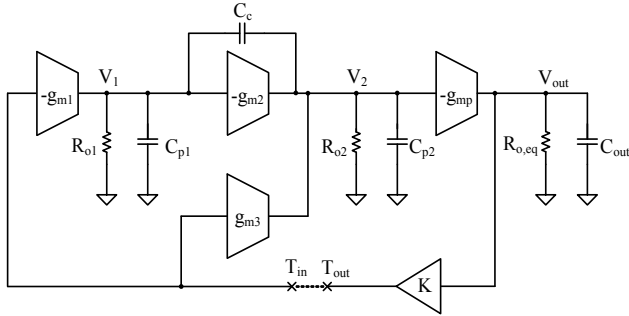 C_c
-g_m1
V_1
-g_m2
V_2
-g_mp
V_out
R_o1
C_p1
R_o2
C_p2
R_o,eq
C_out
g_m3
T_in
T_out
K